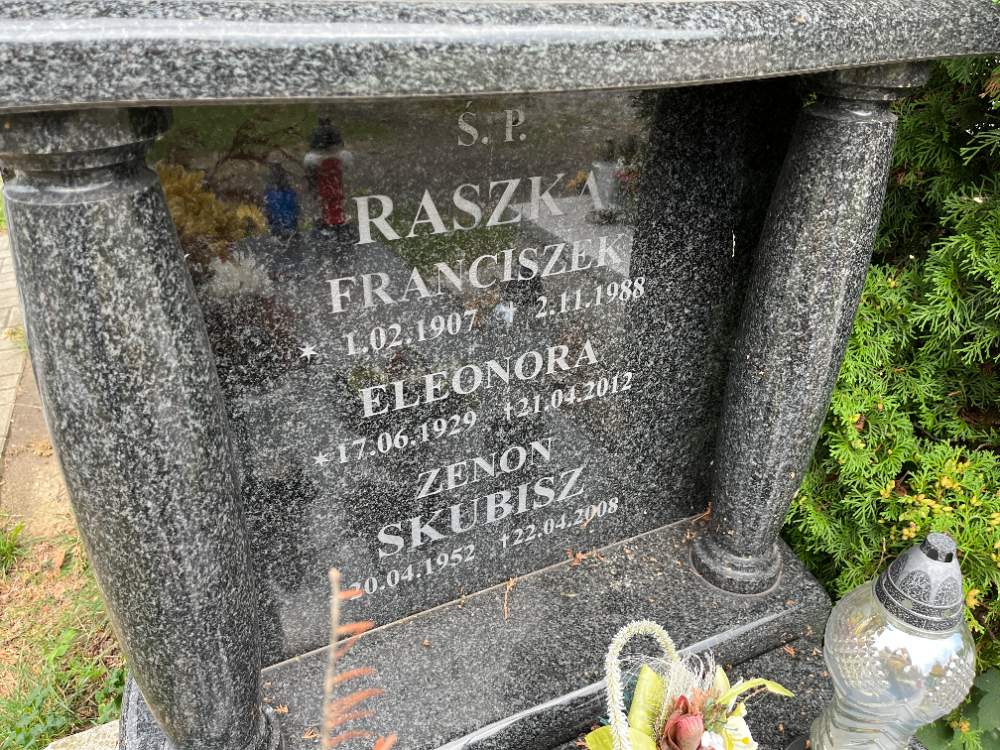 Ś. P.
RASZKA
FRANCISZEK
* 1.02.1907 † 2.11.1988
ELEONORA
* 17.06.1929 † 21.04.2012
ZENON
SKUBISZ
20.04.1952 † 22.04.2008